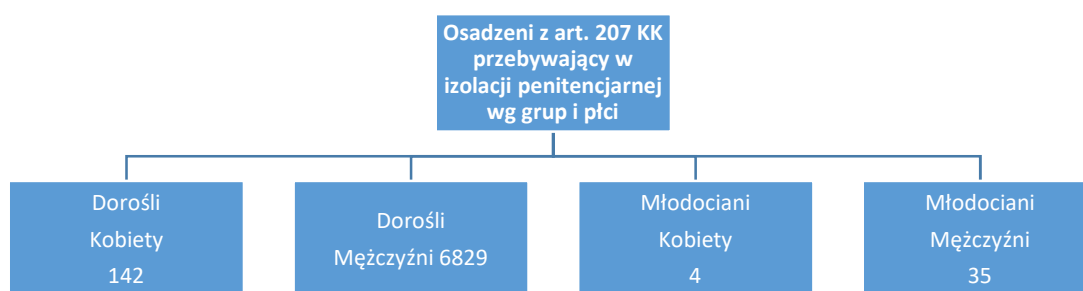 Osadzeni z art. 207 KK
przebywający w
izolacji penitencjarnej
wg grup i płci
Dorośli
Kobiety
142
Dorośli
Mężczyźni 6829
Młodociani
Kobiety
4
Młodociani
Mężczyźni
35